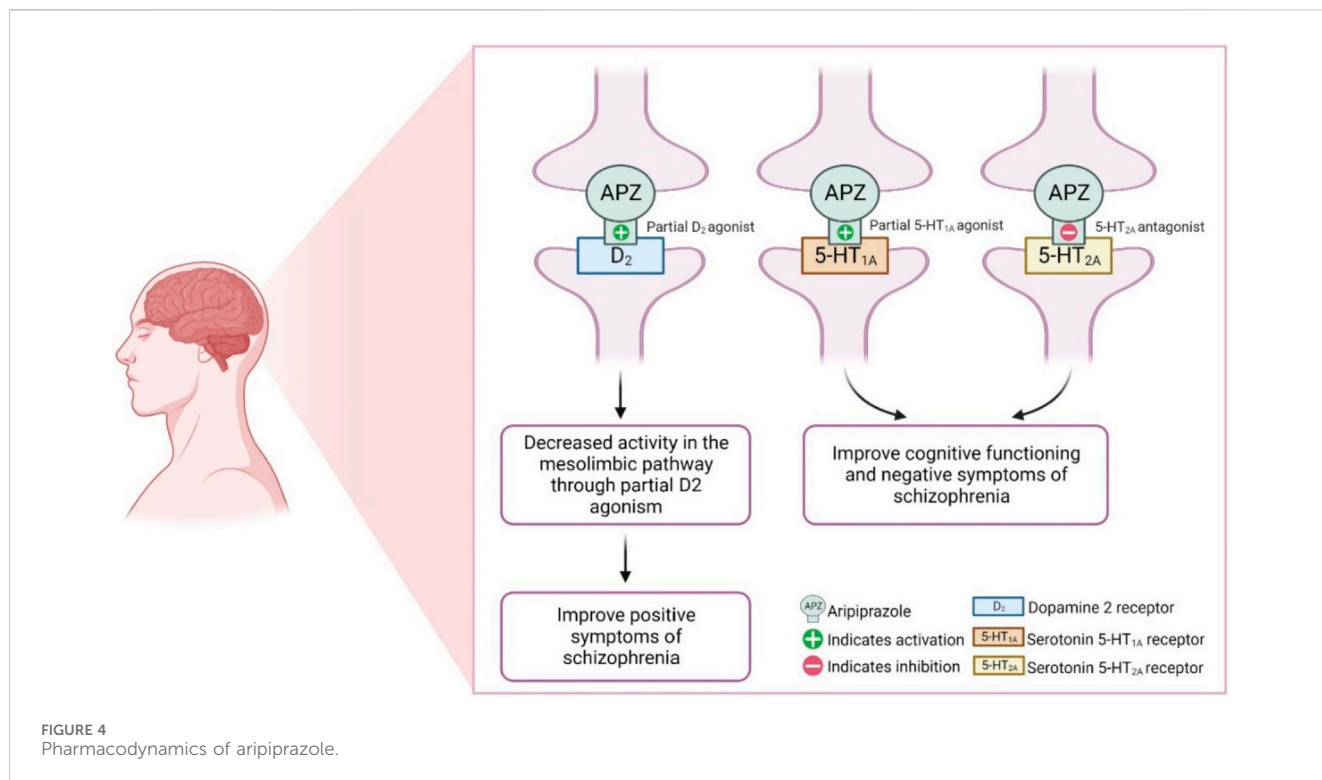 APZ
Partial D₂ agonist
D₂
APZ
Partial 5-HT₁ₐ agonist
5-HT₁ₐ
APZ
5-HT₂ₐ antagonist
5-HT₂ₐ
Decreased activity in the
mesolimbic pathway
through partial D2
agonism
Improve cognitive functioning
and negative symptoms of
schizophrenia
Improve positive
symptoms of
schizophrenia
APZ Aripiprazole
Indicates activation
Indicates inhibition
D₂ Dopamine 2 receptor
5-HT₁ₐ Serotonin 5-HT₁ₐ receptor
5-HT₂ₐ Serotonin 5-HT₂ₐ receptor
FIGURE 4
Pharmacodynamics of aripiprazole.